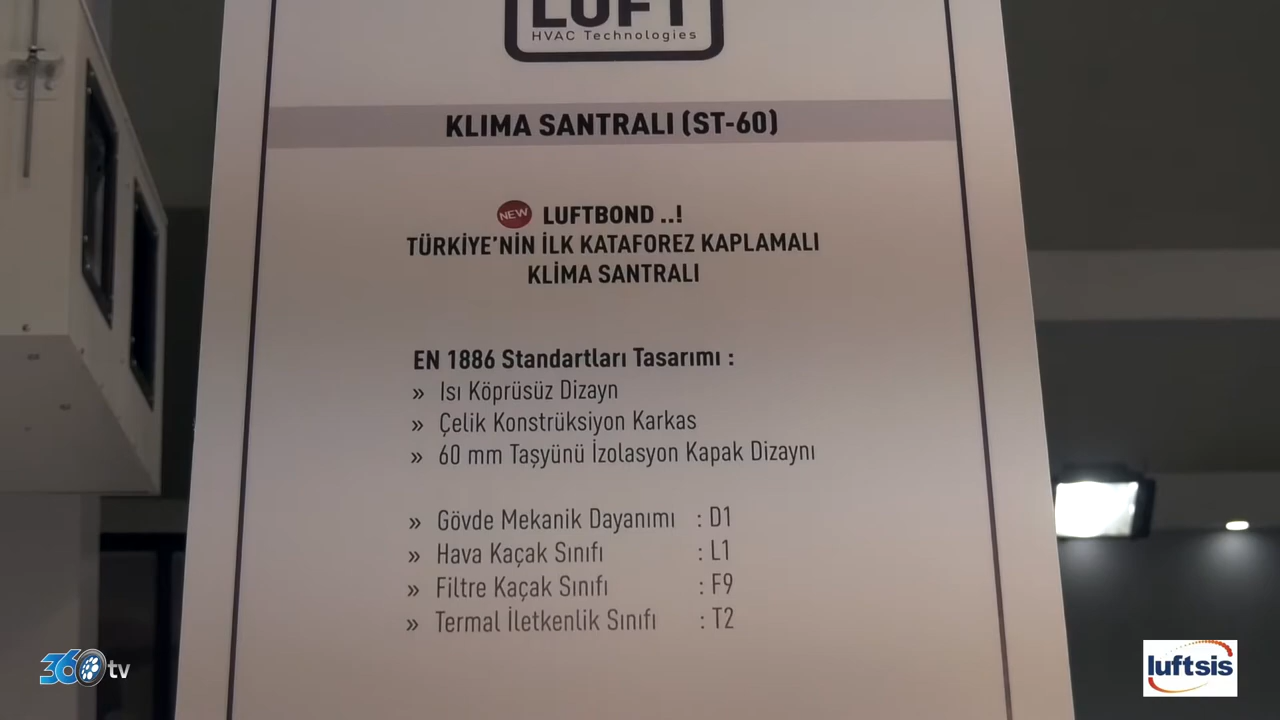 LUFT
HVAC Technologies
KLIMA SANTRALI (ST-60)
NEW LUFTBOND ..!
TÜRKİYE'NİN İLK KATAFOREZ KAPLAMALI
KLİMA SANTRALI
EN 1886 Standartları Tasarımı :
» Isı Köprüsüz Dizayn
» Çelik Konstrüksiyon Karkas
» 60 mm Taşyünü İzolasyon Kapak Dizaynı
» Gövde Mekanik Dayanımı : D1
» Hava Kaçak Sınıfı : L1
» Filtre Kaçak Sınıfı : F9
» Termal İletkenlik Sınıfı : T2
360 tv
luftsis